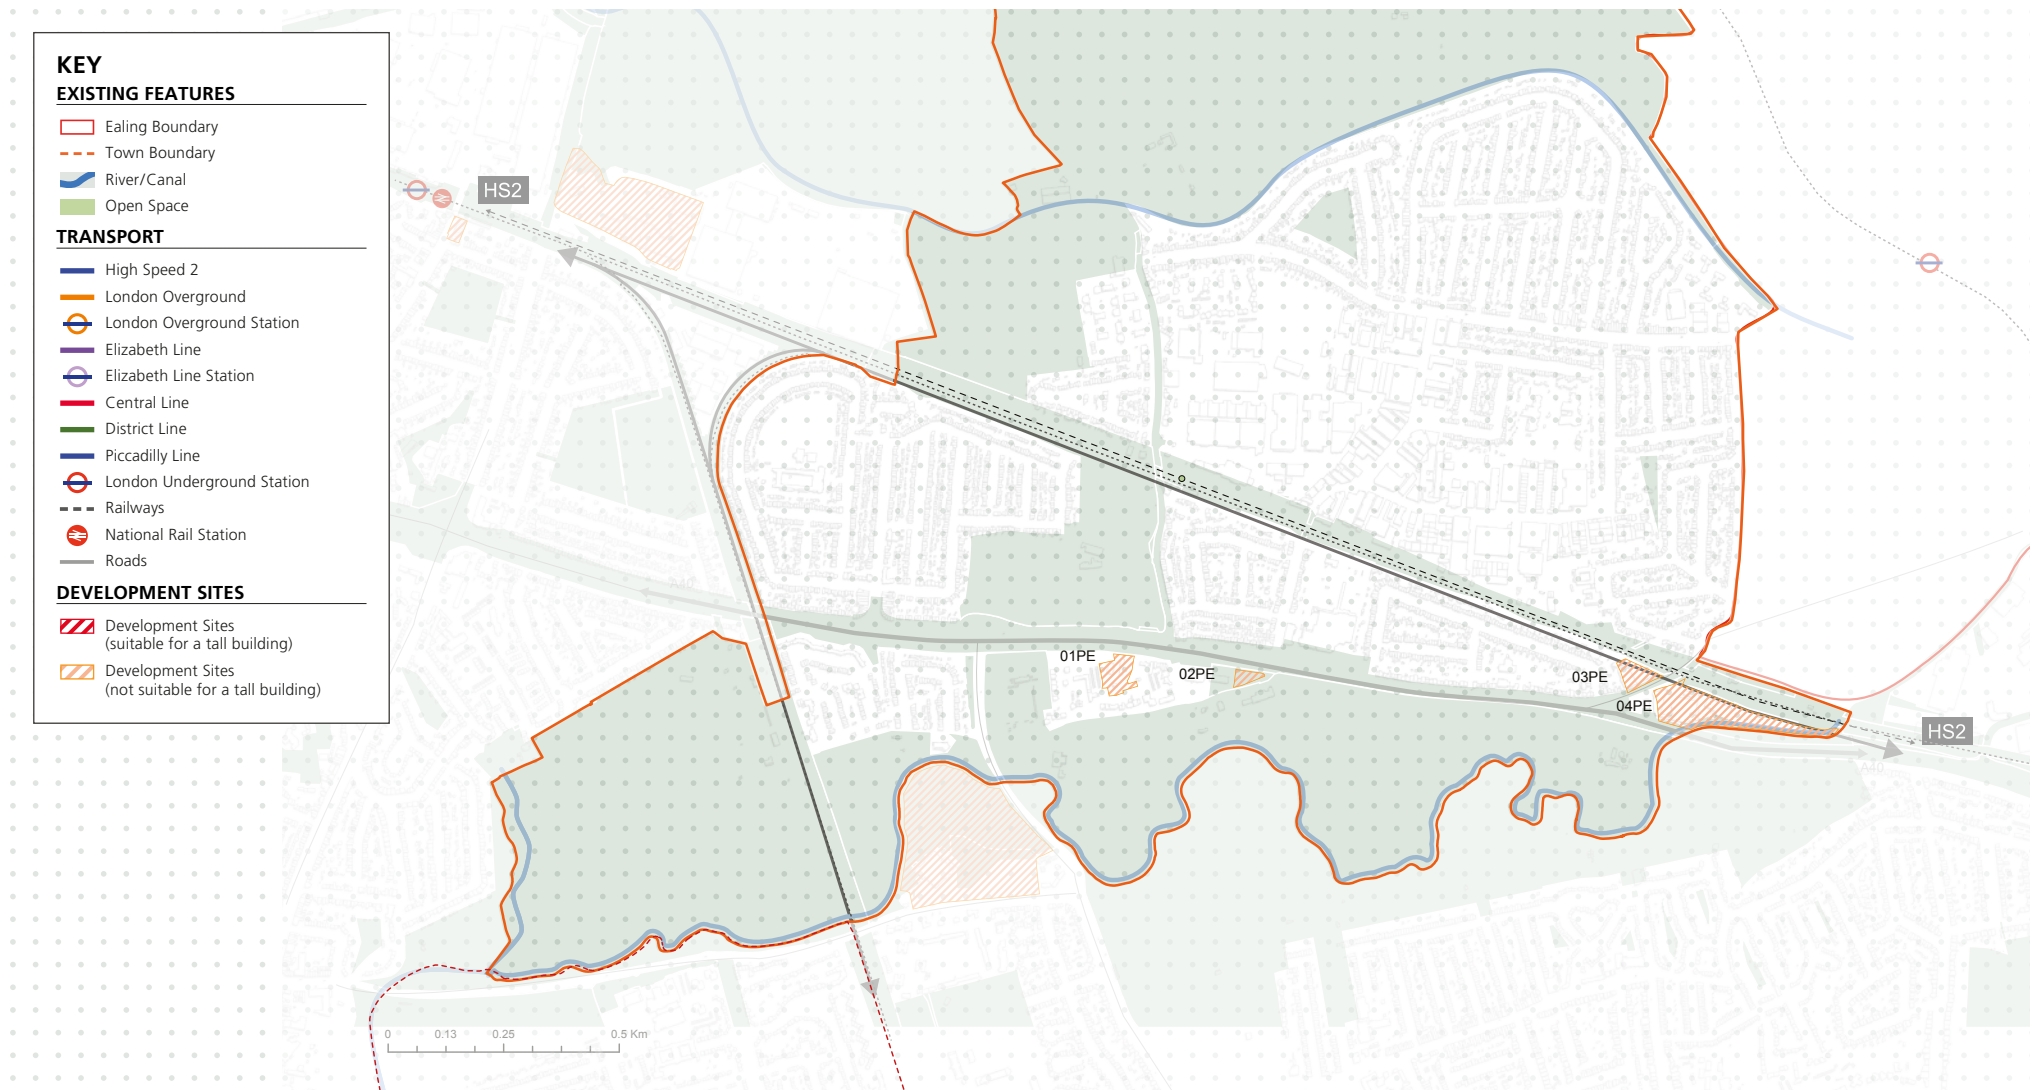 KEY
EXISTING FEATURES
Ealing Boundary
Town Boundary
River/Canal
Open Space
TRANSPORT
High Speed 2
London Overground
London Overground Station
Elizabeth Line
Elizabeth Line Station
Central Line
District Line
Piccadilly Line
London Underground Station
Railways
National Rail Station
Roads
DEVELOPMENT SITES
Development Sites
(suitable for a tall building)
Development Sites
(not suitable for a tall building)
HS2
A40
01PE
02PE
03PE
04PE
HS2
A40
0 0.13 0.25 0.5 Km